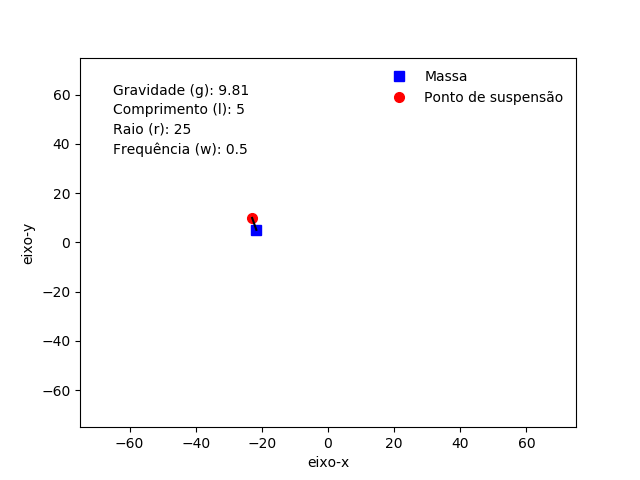 Gravidade (g): 9.81
Comprimento (l): 5
Raio (r): 25
Frequência (w): 0.5
Massa
Ponto de suspensão
eixo-y
60
40
20
0
−20
−40
−60
−60
−40
−20
0
20
40
60
eixo-x